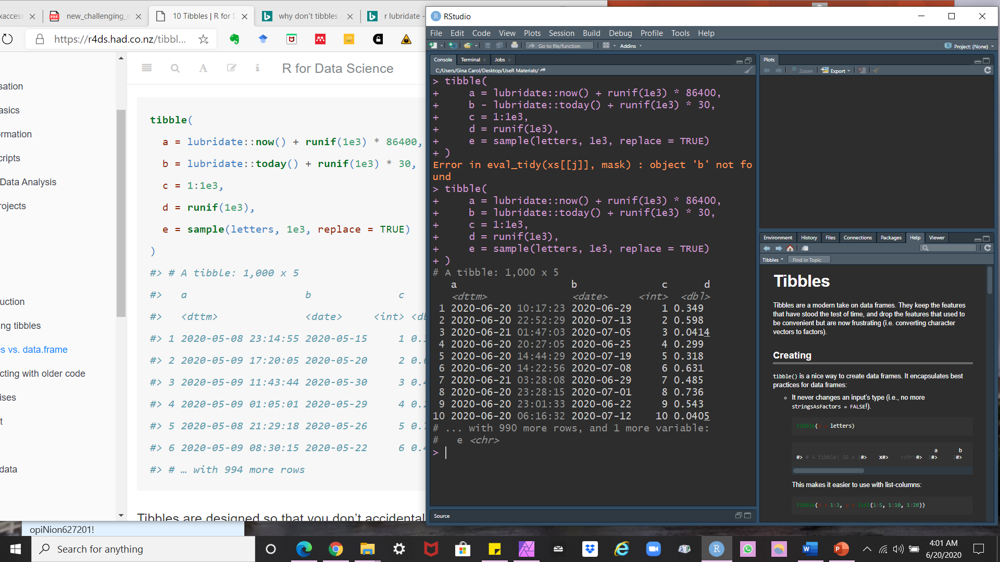 xaccess
new_challenging_
10 Tibbles | R for D
why don't tibbles
r lubridate -
https://r4ds.had.co.nz/tibbl...
R for Data Science
sation
asics
rmation
cripts
Data Analysis
rojects
uction
ng tibbles
s vs. data.frame
cting with older code
ises
t
data
tibble(
a = lubridate::now() + runif(1e3) * 86400,
b = lubridate::today() + runif(1e3) * 30,
c = 1:1e3,
d = runif(1e3),
e = sample(letters, 1e3, replace = TRUE)
)
#> # A tibble: 1,000 x 5
#> a b c
#> <dttm> <date> <int> <db
#> 1 2020-05-08 23:14:55 2020-05-15 1 0.3
#> 2 2020-05-09 17:20:05 2020-05-20 2 0.6
#> 3 2020-05-09 11:43:44 2020-05-30 3 0.4
#> 4 2020-05-09 01:05:01 2020-05-29 4 0.2
#> 5 2020-05-08 21:29:18 2020-05-26 5 0.7
#> 6 2020-05-09 08:30:15 2020-05-22 6 0.4
#> # … with 994 more rows
Tibbles are designed so that you don't accidental
opiNion627201!
RStudio
File Edit Code View Plots Session Build Debug Profile Tools Help
Go to file/function Addins Project: (None)
Console Terminal Jobs
C:/Users/Gina Carol/Desktop/UseR Materials/
> tibble(
+ a = lubridate::now() + runif(1e3) * 86400,
+ b - lubridate::today() + runif(1e3) * 30,
+ c = 1:1e3,
+ d = runif(1e3),
+ e = sample(letters, 1e3, replace = TRUE)
+ )
Error in eval_tidy(xs[[j]], mask) : object 'b' not fo
und
> tibble(
+ a = lubridate::now() + runif(1e3) * 86400,
+ b = lubridate::today() + runif(1e3) * 30,
+ c = 1:1e3,
+ d = runif(1e3),
+ e = sample(letters, 1e3, replace = TRUE)
+ )
# A tibble: 1,000 x 5
a b c d
<dttm> <date> <int> <dbl>
1 2020-06-20 10:17:23 2020-06-29 1 0.349
2 2020-06-20 22:52:29 2020-07-13 2 0.598
3 2020-06-21 01:47:03 2020-07-05 3 0.0414
4 2020-06-20 20:27:05 2020-06-25 4 0.299
5 2020-06-20 14:44:29 2020-07-19 5 0.318
6 2020-06-20 14:22:56 2020-07-08 6 0.631
7 2020-06-21 03:28:08 2020-06-29 7 0.485
8 2020-06-20 23:28:15 2020-07-01 8 0.736
9 2020-06-20 23:01:33 2020-06-22 9 0.543
10 2020-06-20 06:16:32 2020-07-12 10 0.0405
# ... with 990 more rows, and 1 more variable:
# e <chr>
>
Source
Plots
Zoom Export
Environment History Files Connections Packages Help Viewer
Tibbles Find in Topic
Tibbles
Tibbles are a modern take on data frames. They keep the features
that have stood the test of time, and drop the features that used to
be convenient but are now frustrating (i.e. converting character
vectors to factors).
Creating
tibble() is a nice way to create data frames. It encapsulates best
practices for data frames:
It never changes an input's type (i.e., no more
stringsAsFactors = FALSE!).
tibble(x = letters)
a b
#> # A tibble: 26 x 1#> x#> <chr>#> 1#> 2#>
This makes it easier to use with list-columns:
tibble(x = 1:3, y = list(1:5, 1:10, 1:20))
Search for anything
4:01 AM
6/20/2020